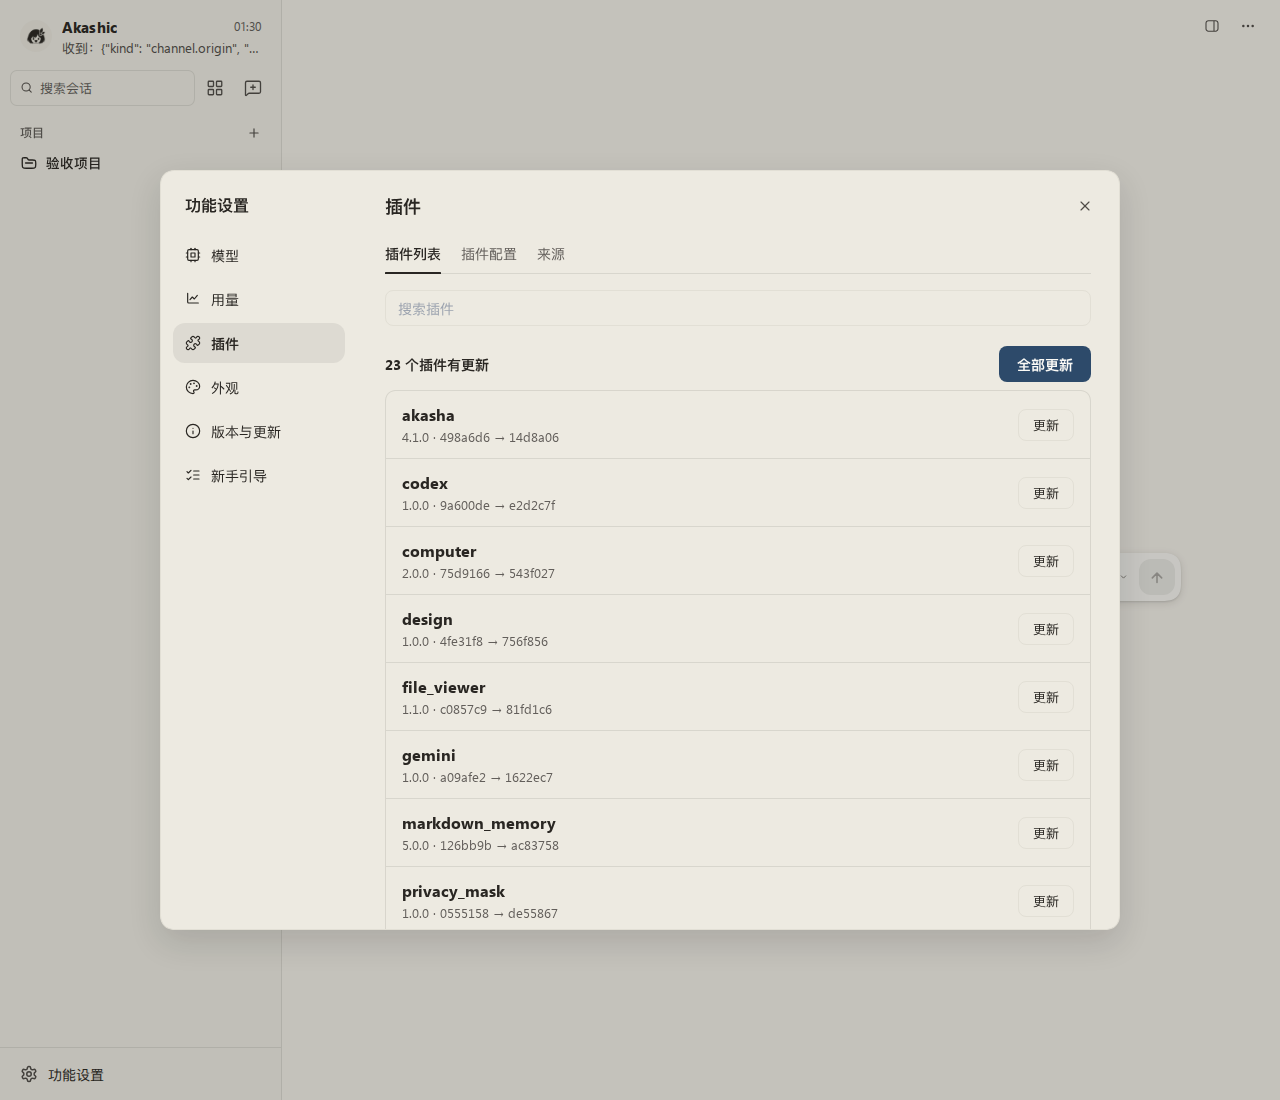 Akashic
01:30
收到：{"kind": "channel.origin", "...
搜索会话
项目
验收项目
功能设置
模型
用量
插件
外观
版本与更新
新手引导
插件
插件列表
插件配置
来源
搜索插件
23 个插件有更新
全部更新
akasha
4.1.0 · 498a6d6 → 14d8a06
更新
codex
1.0.0 · 9a600de → e2d2c7f
更新
computer
2.0.0 · 75d9166 → 543f027
更新
design
1.0.0 · 4fe31f8 → 756f856
更新
file_viewer
1.1.0 · c0857c9 → 81fd1c6
更新
gemini
1.0.0 · a09afe2 → 1622ec7
更新
markdown_memory
5.0.0 · 126bb9b → ac83758
更新
privacy_mask
1.0.0 · 0555158 → de55867
更新
功能设置